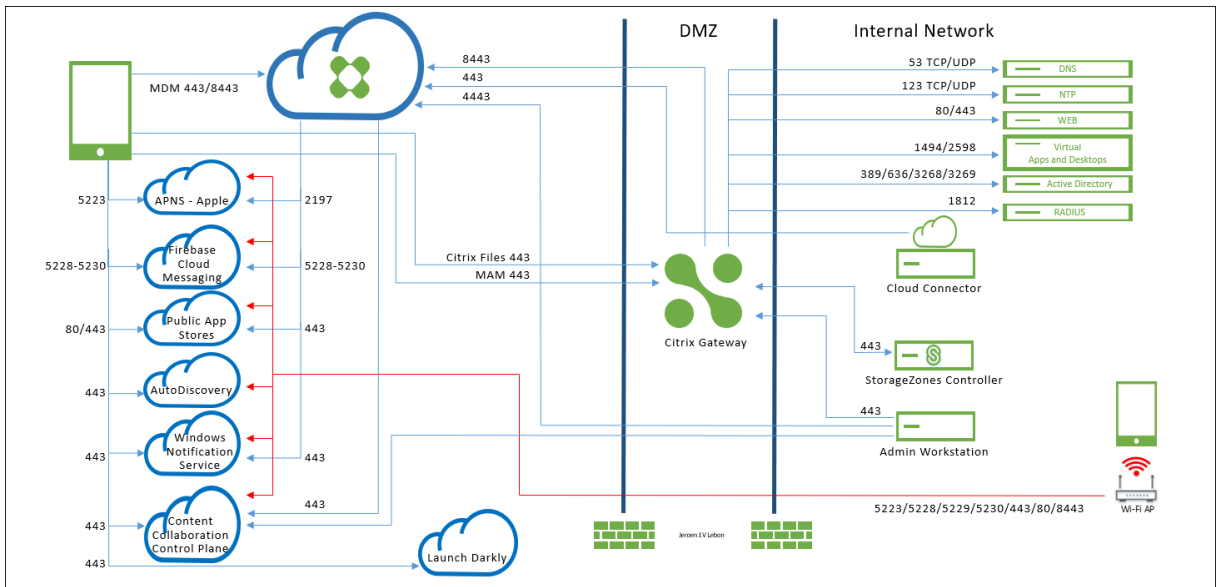 DMZ
Internal Network
MDM 443/8443
8443
443
4443
53 TCP/UDP
DNS
123 TCP/UDP
NTP
80/443
WEB
1494/2598
Virtual
Apps and Desktops
389/636/3268/3269
Active Directory
1812
RADIUS
5223
APNS - Apple
2197
5228-5230
Firebase
Cloud
Messaging
5228-5230
Citrix Files 443
MAM 443
Cloud Connector
80/443
Public App
Stores
443
Citrix Gateway
443
StorageZones Controller
443
AutoDiscovery
443
Admin Workstation
443
Windows
Notification
Service
443
443
Content
Collaboration
Control Plane
443
443
Launch Darkly
Jeroen J.V Lebon
5223/5228/5229/5230/443/80/8443
Wi-Fi AP